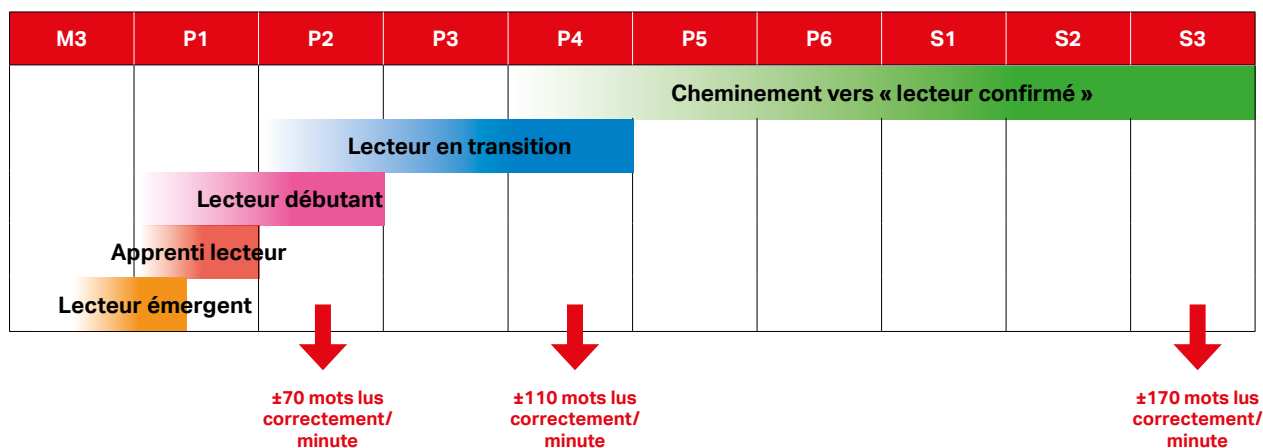 M3 P1 P2 P3 P4 P5 P6 S1 S2 S3
Cheminement vers « lecteur confirmé »
Lecteur en transition
Lecteur débutant
Apprenti lecteur
Lecteur émergent
±70 mots lus
correctement/
minute
±110 mots lus
correctement/
minute
±170 mots lus
correctement/
minute